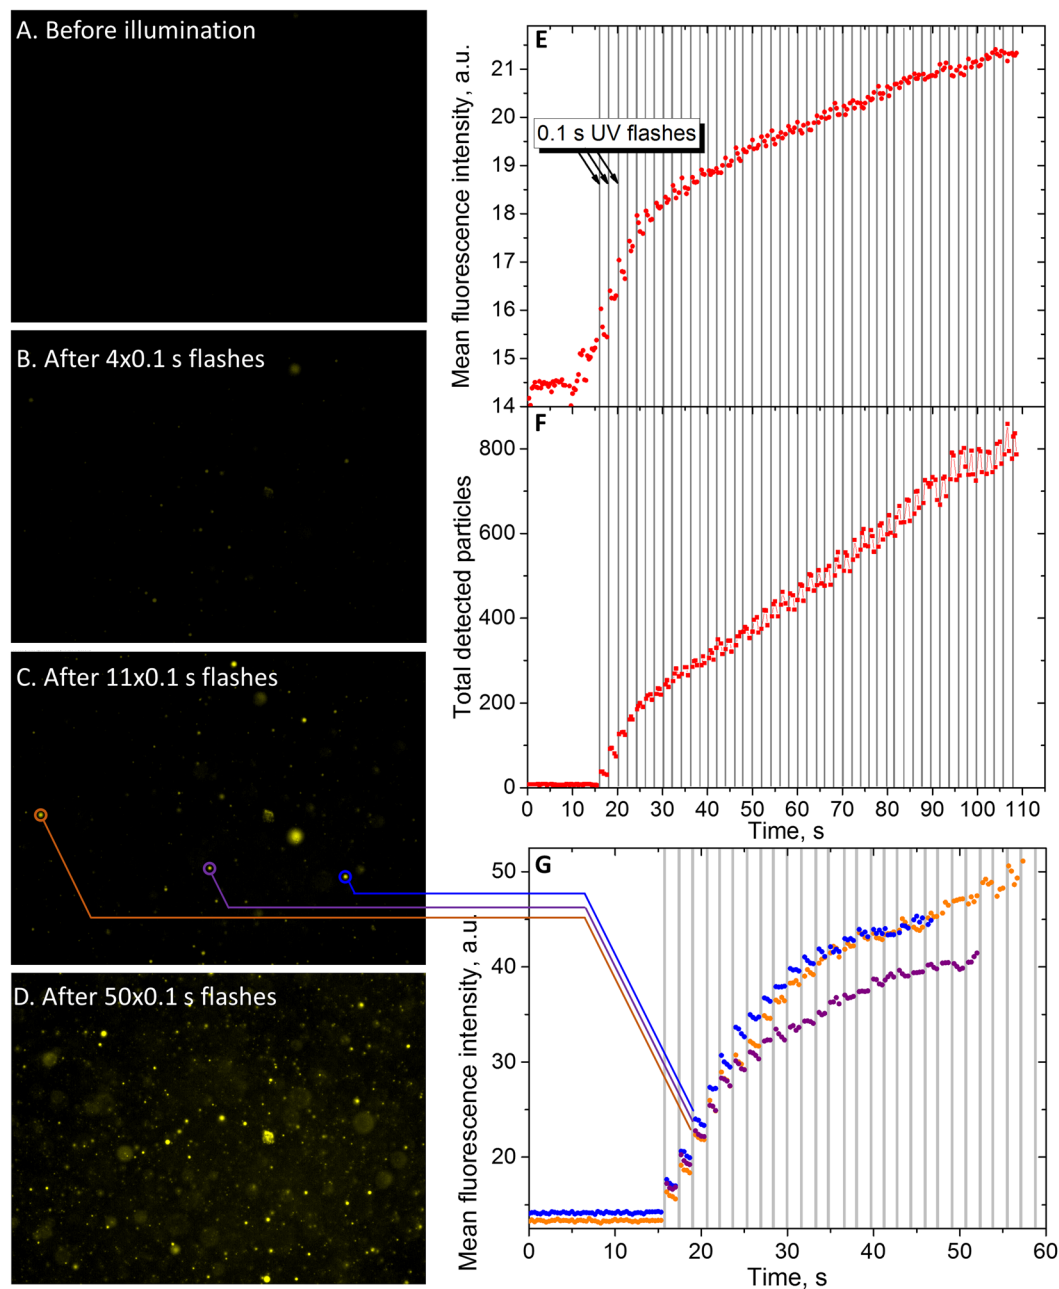 A. Before illumination
B. After 4x0.1 s flashes
C. After 11x0.1 s flashes
D. After 50x0.1 s flashes
E
Mean fluorescence intensity, a.u.
21
20
19
18
17
16
15
14
0.1 s UV flashes
F
Total detected particles
800
600
400
200
0
0 10 20 30 40 50 60 70 80 90 100 110
Time, s
G
Mean fluorescence intensity, a.u.
50
40
30
20
0 10 20 30 40 50 60
Time, s